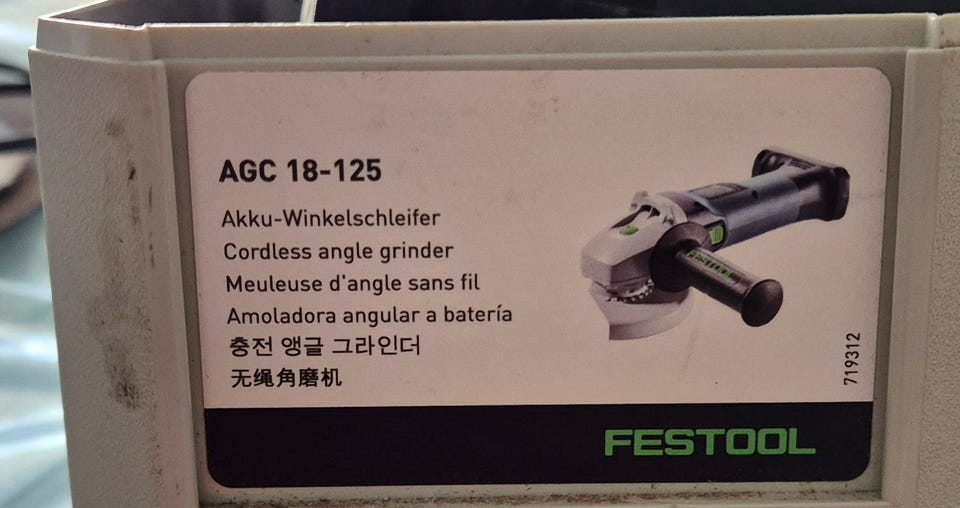 AGC 18-125
Akku-Winkelschleifer
Cordless angle grinder
Meuleuse d'angle sans fil
Amoladora angular a batería
충전 앵글 그라인더
无绳角磨机
FESTOOL
719312
FESTOOL